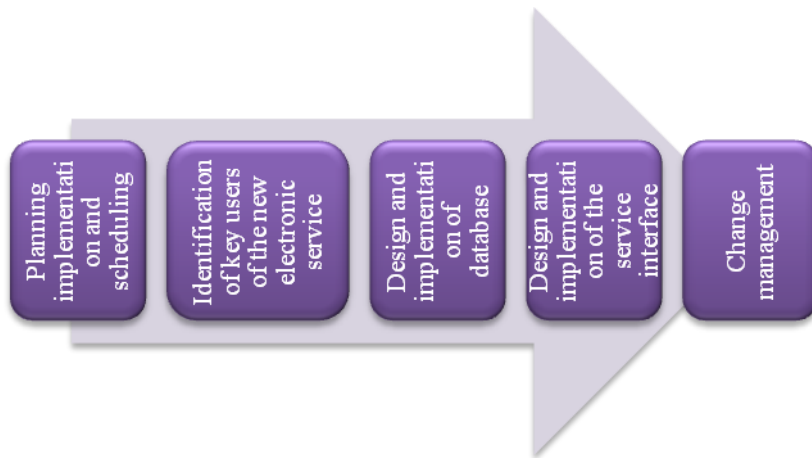 Planning
implementati
on and
scheduling
Identification
of key users
of the new
electronic
service
Design and
implementati
on of
database
Design and
implementati
on of the
service
interface
Change
management